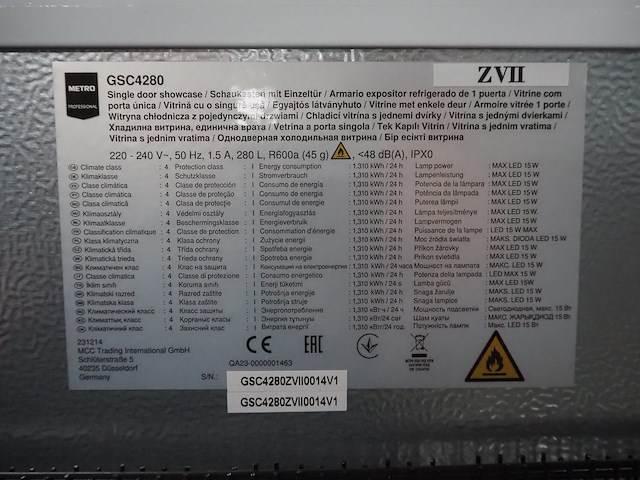 METRO
PROFESSIONAL
GSC4280
ZVII
Single door showcase / Schaukasten mit Einzeltür / Armario expositor refrigerado de 1 puerta / Vitrine com
porta única / Vitrină cu o singură ușă / Egyajtós látványhuto / Vitrine met enkele deur / Armoire vitrée 1 porte /
Witryna chłodnicza z pojedynczymi drzwiami / Chladicí vitrína s jedněmi dvírky / Vitrína s jednými dvierkami /
Хладилна витрина, единична врата / Vetrina a porta singola / Tek Kapılı Vitrin / Vitrina s jednim vratima /
Vitrina s jednim vratima / Однодверная холодильная витрина / Бір есікті витрина
220 - 240 V~, 50 Hz, 1.5 A, 280 L, R600a (45 g) , <48 dB(A), IPX0
Climate class : 4 Protection class : I Energy consumption : 1,310 kWh / 24 h Lamp power : MAX LED 15 W
Klimaklasse : 4 Schutzklasse : I Stromverbrauch : 1,310 kWh / 24 h Lampenleistung : MAX LED 15 W
Clase climática : 4 Clase de protección : I Consumo de energía : 1,310 kWh / 24 h Potencia de la lámpara : MAX LED 15 W
Classe climática : 4 Classe de proteção : I Consumo de energia : 1,310 kWh / 24 h Potência da lâmpada : MAX LED 15 W
Clasa climatică : 4 Clasa de protecție : I Consumul de energie : 1,310 kWh / 24 h Puterea lămpii : MAX LED 15 W
Klímaosztály : 4 Védelmi osztály : I Energiafogyasztás : 1,310 kWh / 24 h Lámpa teljesítménye : MAX LED 15 W
Klimaatklasse : 4 Beschermingsklasse : I Energieverbruik : 1,310 kWh / 24 h Lampvermogen : MAX LED 15 W
Classification climatique : 4 Classe de protection : I Consommation d'énergie : 1,310 kWh / 24 h Puissance de la lampe : LED 15 W MAX
Klasa klimatyczna : 4 Klasa ochrony : I Zużycie energii : 1,310 kWh / 24 h Moc źródła światła : MAKS. DIODA LED 15 W
Klimatická třída : 4 Třída ochrany : I Spotřeba energie : 1,310 kWh / 24 h Příkon žárovky : MAX LED 15 W
Klimatická trieda : 4 Trieda ochrany : I Spotreba energie : 1,310 kWh / 24 h Príkon svietidla : MAX LED 15 W
Климатичен клас : 4 Клас на защита : I Консумация на електроенергия : 1,310 kWh / 24 часа Мощност на лампата : МАКС. LED 15 W
Classe climatica : 4 Classe di protezione : I Consumo energetico : 1,310 kWh / 24 h Potenza della lampada : LED MAX 15 W
İklim sınıfı : 4 Koruma sınıfı : I Enerji tüketimi : 1,310 kWh / 24 s Lamba gücü : MAX LED 15W
Klimatski razred : 4 Razred zaštite : I Potrošnja energije : 1,310 kWh / 24 h Snaga žarulje : MAKS. LED 15 W
Klimatska klasa : 4 Klasa zaštite : I Potrošnja energije : 1,310 kWh / 24 h Snaga lampice : MAKS. LED 15 W
Климатический класс : 4 Класс защиты : I Энергопотребление : 1,310 кВт/ч / 24 ч Мощность лампы : Светодиодная, макс. 15 Вт
Климаттық класс : 4 Қорғаныс класы : I Энергия тұтынуы : 1,310 кВт/24 сағ Шам қуаты : МАКС. ЖАРЫҚДИОД 15 Вт
Кліматичний клас : 4 Захисний клас : I Витрата енергії : 1,310 кВт/24 год. Потужність лампи : Макс. LED 15 Вт
231214
MCC Trading International GmbH
Schlüterstraße 5
40235 Düsseldorf
Germany
CE
EAC
QA23-0000001463
S/N.:
GSC4280ZVII0014V1
GSC4280ZVII0014V1